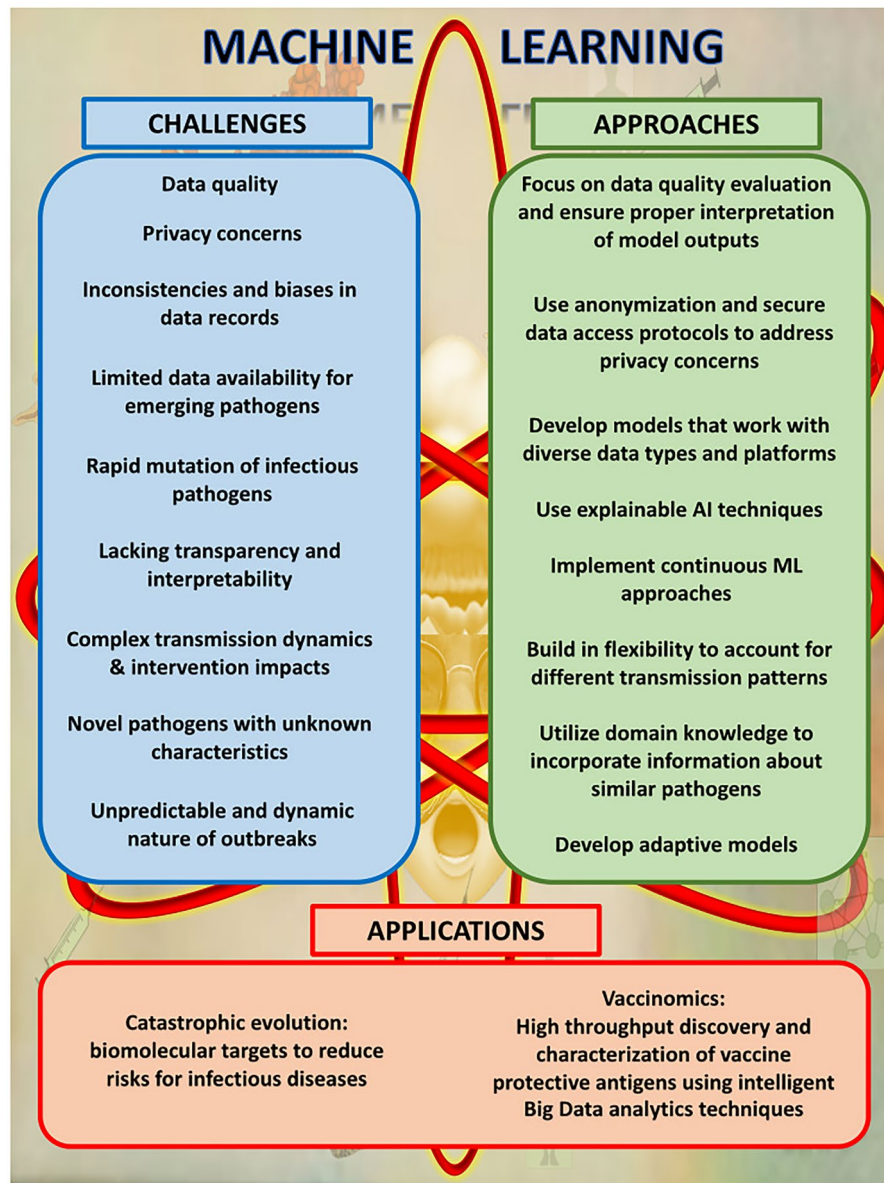 MACHINE LEARNING
CHALLENGES
Data quality
Privacy concerns
Inconsistencies and biases in
data records
Limited data availability for
emerging pathogens
Rapid mutation of infectious
pathogens
Lacking transparency and
interpretability
Complex transmission dynamics
& intervention impacts
Novel pathogens with unknown
characteristics
Unpredictable and dynamic
nature of outbreaks
APPROACHES
Focus on data quality evaluation
and ensure proper interpretation
of model outputs
Use anonymization and secure
data access protocols to address
privacy concerns
Develop models that work with
diverse data types and platforms
Use explainable AI techniques
Implement continuous ML
approaches
Build in flexibility to account for
different transmission patterns
Utilize domain knowledge to
incorporate information about
similar pathogens
Develop adaptive models
APPLICATIONS
Catastrophic evolution:
biomolecular targets to reduce
risks for infectious diseases
Vaccinomics:
High throughput discovery and
characterization of vaccine
protective antigens using intelligent
Big Data analytics techniques